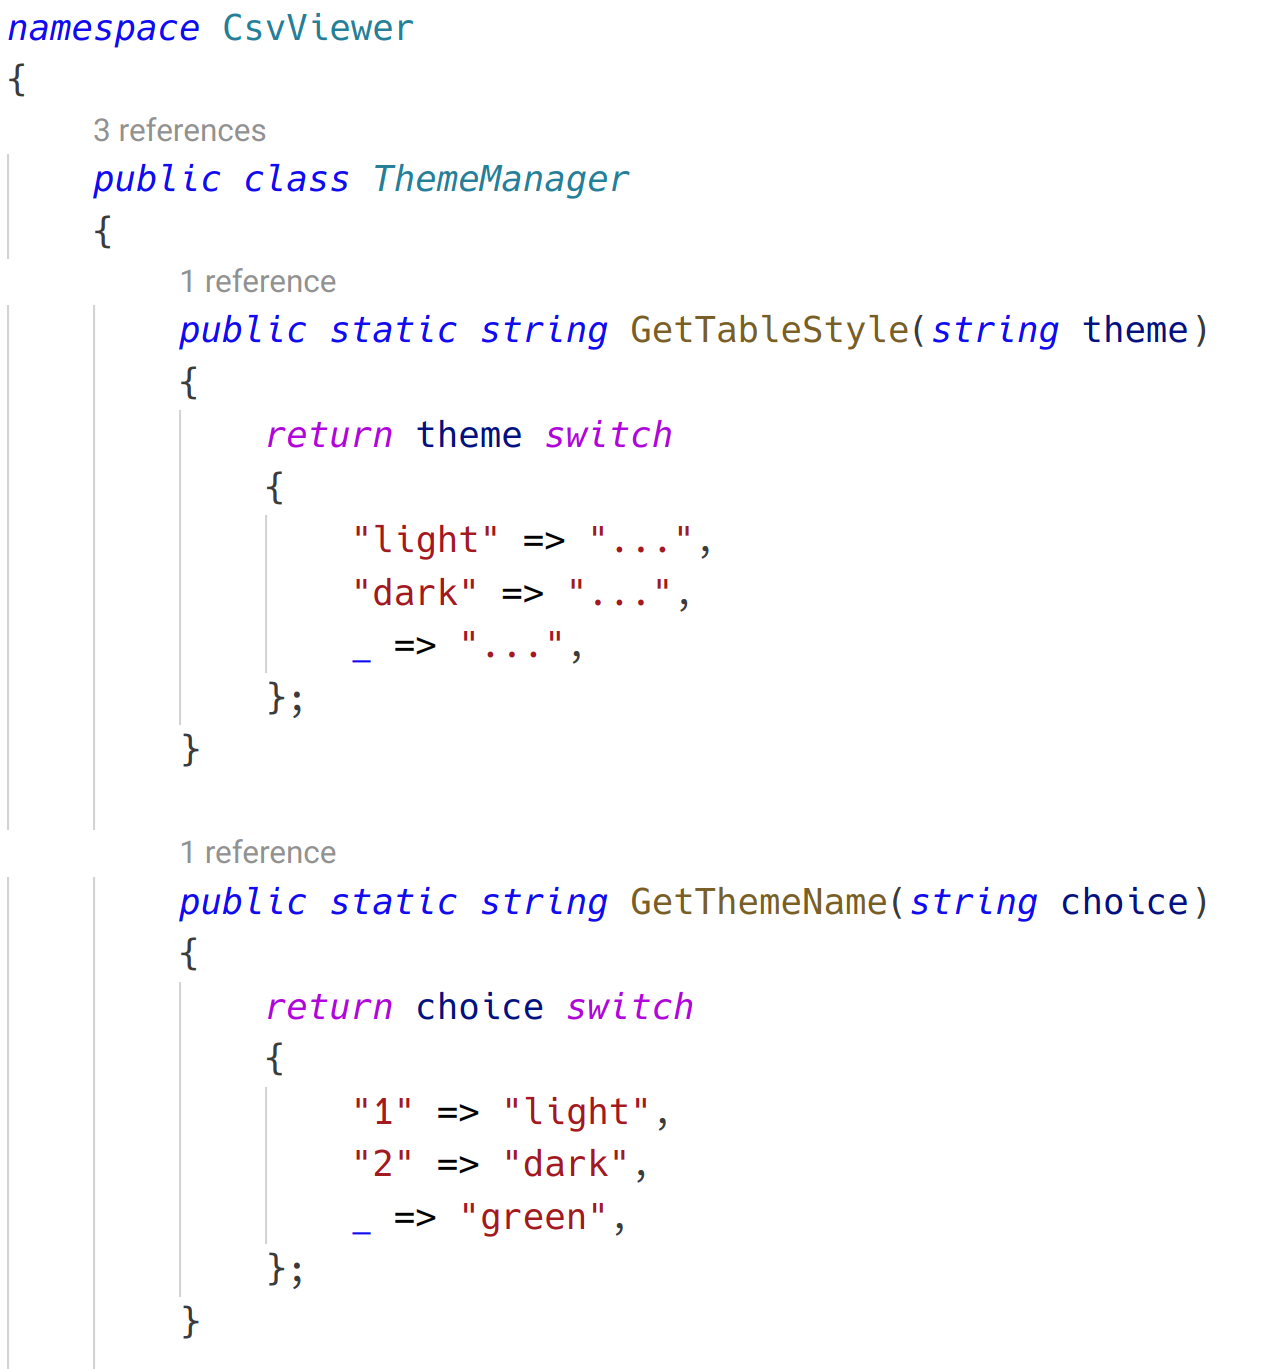 namespace CsvViewer
{
3 references
public class ThemeManager
{
1 reference
public static string GetTableStyle(string theme)
{
return theme switch
{
"light" => "...",
"dark" => "...",
_ => "...",
};
}
1 reference
public static string GetThemeName(string choice)
{
return choice switch
{
"1" => "light",
"2" => "dark",
_ => "green",
};
}